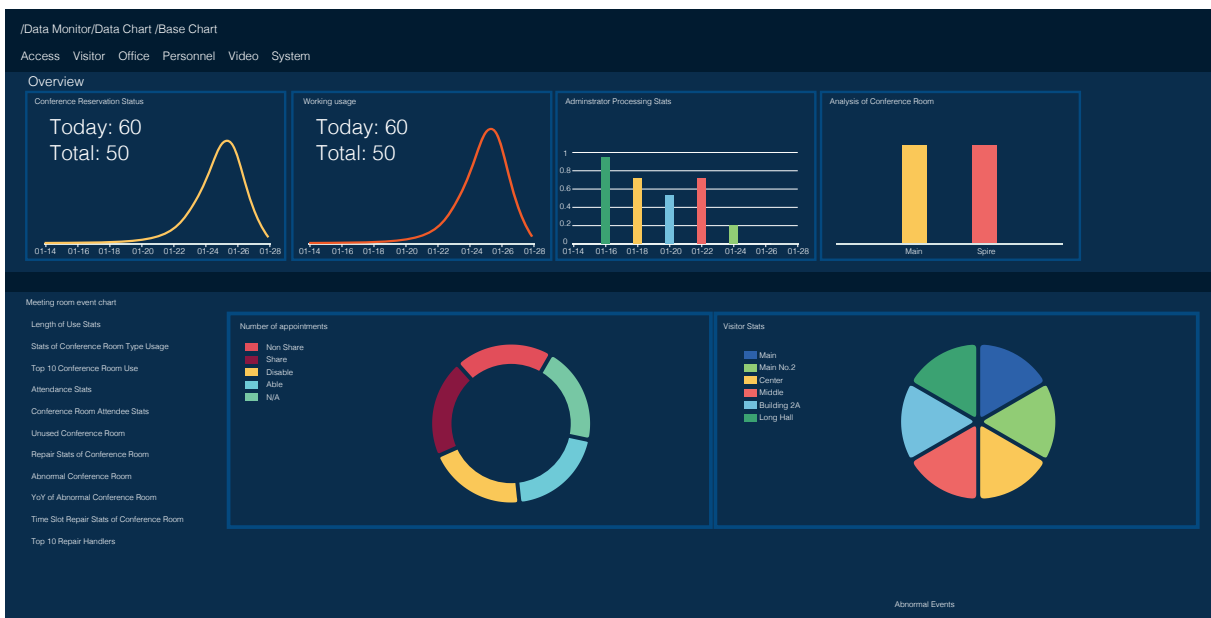 /Data Monitor/Data Chart /Base Chart
Access Visitor Office Personnel Video System
Overview
Conference Reservation Status
Today: 60
Total: 50
01-14 01-16 01-18 01-20 01-22 01-24 01-26 01-28
Working usage
Today: 60
Total: 50
01-14 01-16 01-18 01-20 01-22 01-24 01-26 01-28
Adminstrator Processing Stats
1
0.8
0.6
0.4
0.2
0
01-14 01-16 01-18 01-20 01-22 01-24 01-26 01-28
Analysis of Conference Room
Main Spire
Meeting room event chart
Length of Use Stats
Stats of Conference Room Type Usage
Top 10 Conference Room Use
Attendance Stats
Conference Room Attendee Stats
Unused Conference Room
Repair Stats of Conference Room
Abnormal Conference Room
YoY of Abnormal Conference Room
Time Slot Repair Stats of Conference Room
Top 10 Repair Handlers
Number of appointments
Non Share
Share
Disable
Able
N/A
Visitor Stats
Main
Main No.2
Center
Middle
Building 2A
Long Hall
Abnormal Events